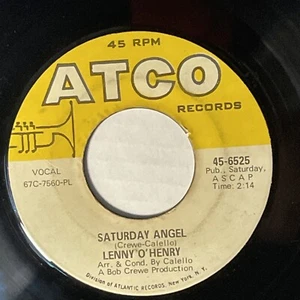 45 RPM
ATCO
RECORDS
VOCAL
67C-7560-PL
45-6525
Pub., Saturday,
ASCAP
Time: 2:14
SATURDAY ANGEL
(Crewe-Calello)
LENNY O'HENRY
Arr. & Cond. By Calello
A Bob Crewe Production
Division of ATLANTIC RECORDS, New York, N. Y.